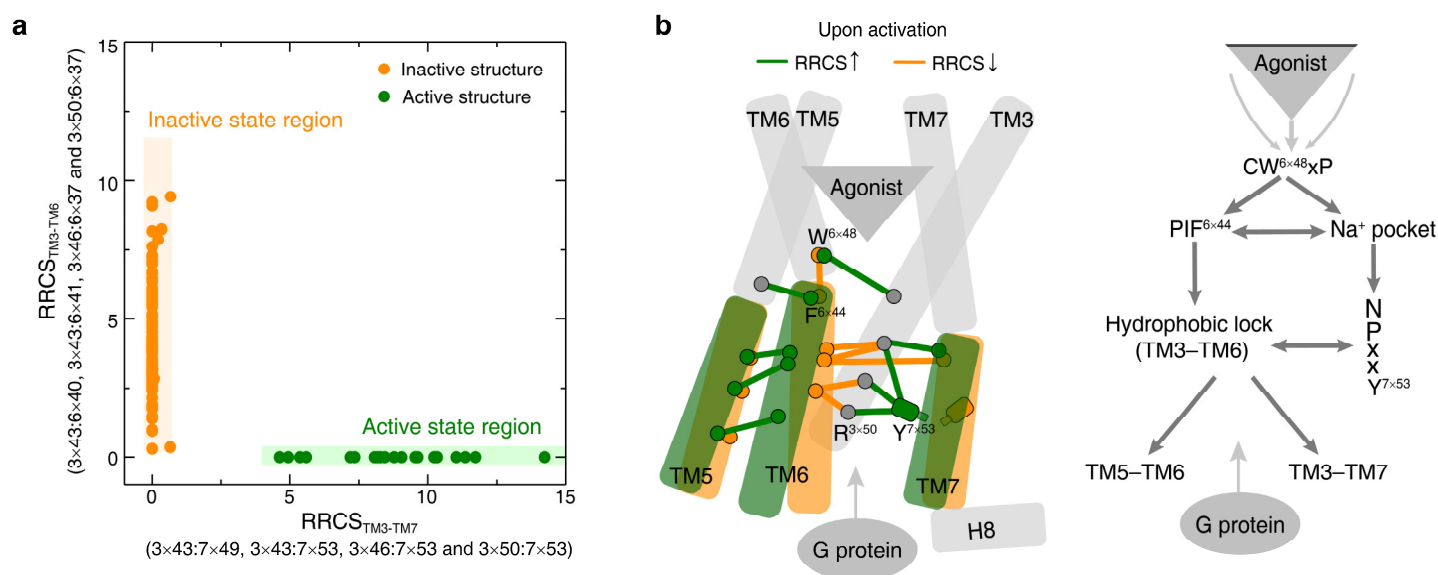 a
15
10
5
0
0
5
10
15
Inactive structure
Active structure
Inactive state region
Active state region
RRCS TM3-TM6
(3×43:6×40, 3×43:6×41, 3×46:6×37 and 3×50:6×37)
RRCS TM3-TM7
(3×43:7×49, 3×43:7×53, 3×46:7×53 and 3×50:7×53)
b
Upon activation
RRCS↑
RRCS↓
TM6
TM5
TM7
TM3
Agonist
W6×48
F6×44
R3×50
Y7×53
TM5
TM6
TM7
H8
G protein
Agonist
CW6×48xP
PIF6×44
Na+ pocket
Hydrophobic lock
(TM3–TM6)
N
P
x
x
Y7×53
TM5–TM6
TM3–TM7
G protein